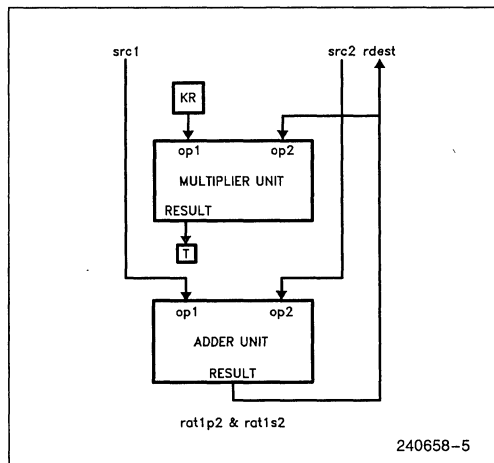 src1 src2 rdest
KR
op1 op2
MULTIPLIER UNIT
RESULT
T
op1 op2
ADDER UNIT
RESULT
rat1p2 & rat1s2
240658-5